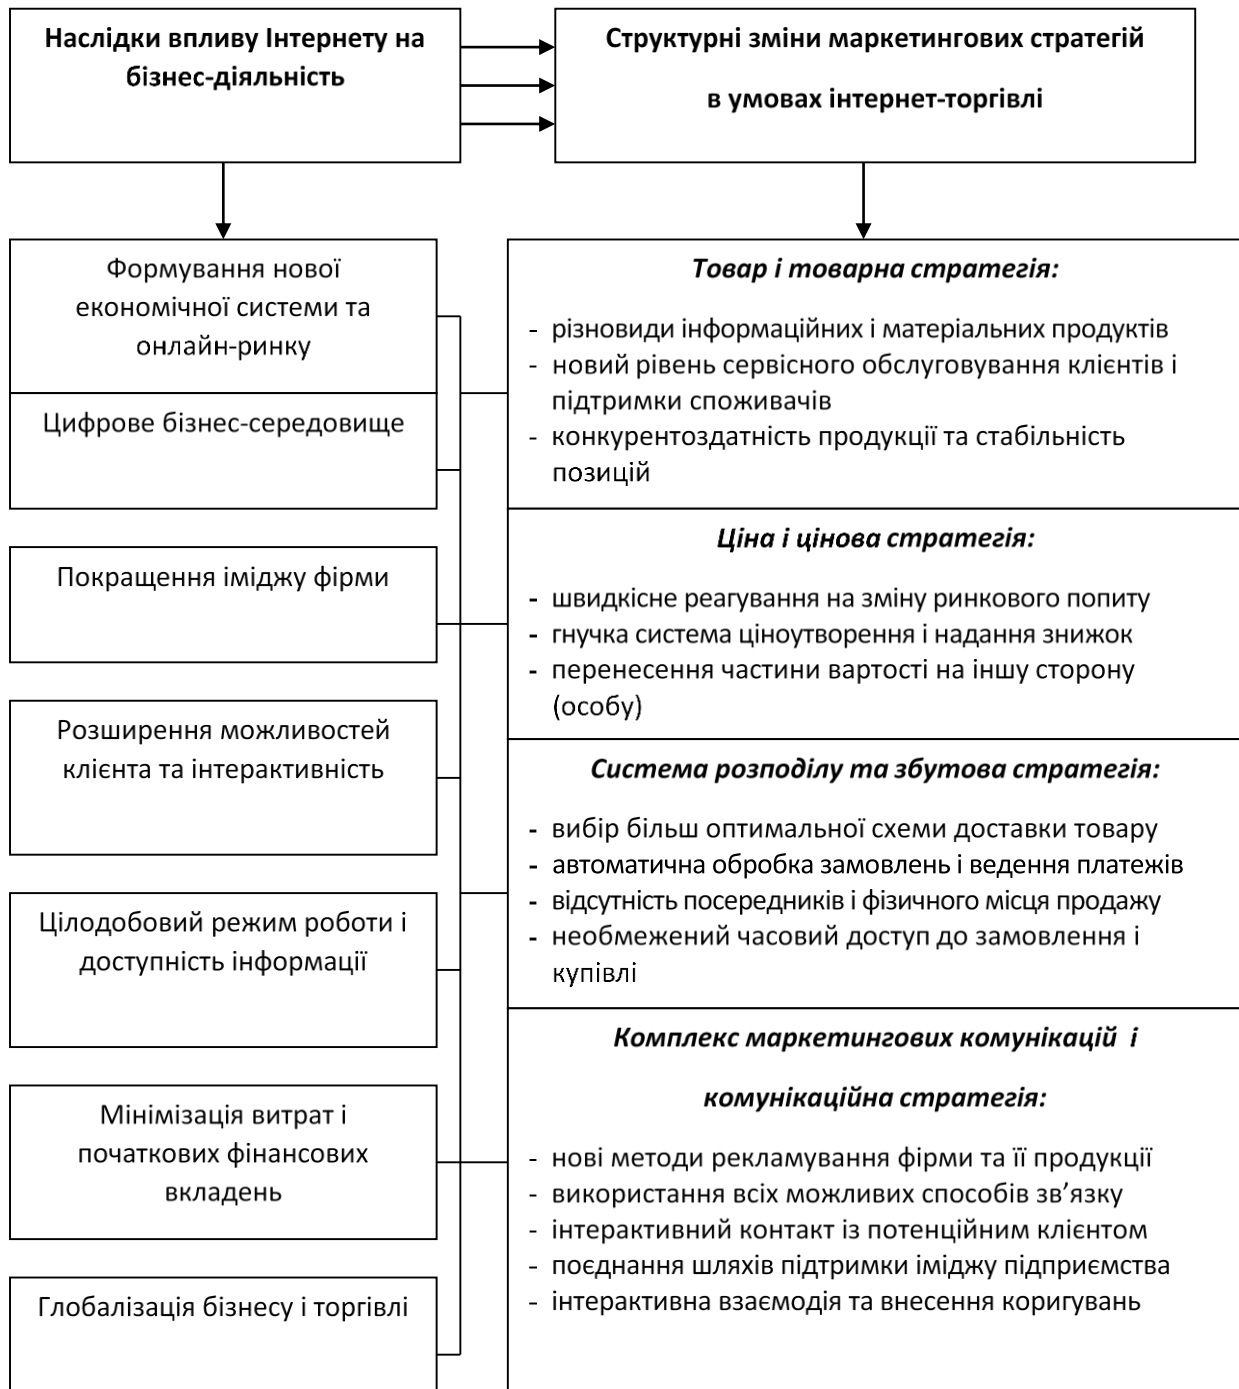 Наслідки впливу Інтернету на
бізнес-діяльність
Структурні зміни маркетингових стратегій
в умовах інтернет-торгівлі
Формування нової
економічної системи та
онлайн-ринку
Цифрове бізнес-середовище
Покращення іміджу фірми
Розширення можливостей
клієнта та інтерактивність
Цілодобовий режим роботи і
доступність інформації
Мінімізація витрат і
початкових фінансових
вкладень
Глобалізація бізнесу і торгівлі
Товар і товарна стратегія:
- різновиди інформаційних і матеріальних продуктів
- новий рівень сервісного обслуговування клієнтів і
підтримки споживачів
- конкурентоздатність продукції та стабільність
позицій
Ціна і цінова стратегія:
- швидкісне реагування на зміну ринкового попиту
- гнучка система ціноутворення і надання знижок
- перенесення частини вартості на іншу сторону
(особу)
Система розподілу та збутова стратегія:
- вибір більш оптимальної схеми доставки товару
- автоматична обробка замовлень і ведення платежів
- відсутність посередників і фізичного місця продажу
- необмежений часовий доступ до замовлення і
купівлі
Комплекс маркетингових комунікацій і
комунікаційна стратегія:
- нові методи рекламування фірми та її продукції
- використання всіх можливих способів зв’язку
- інтерактивний контакт із потенційним клієнтом
- поєднання шляхів підтримки іміджу підприємства
- інтерактивна взаємодія та внесення коригувань